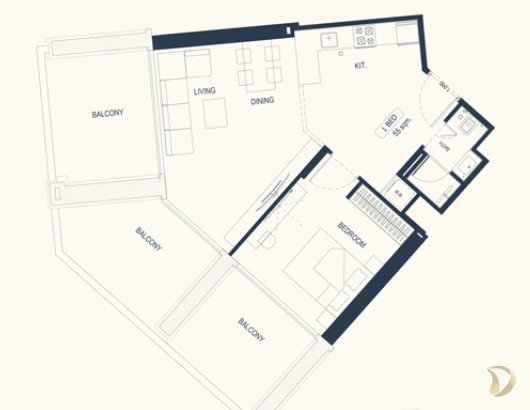 KIT.
LIVING
DINING
BALCONY
1 BED
55 sqm.
BATH
BEDROOM
BALCONY
BALCONY